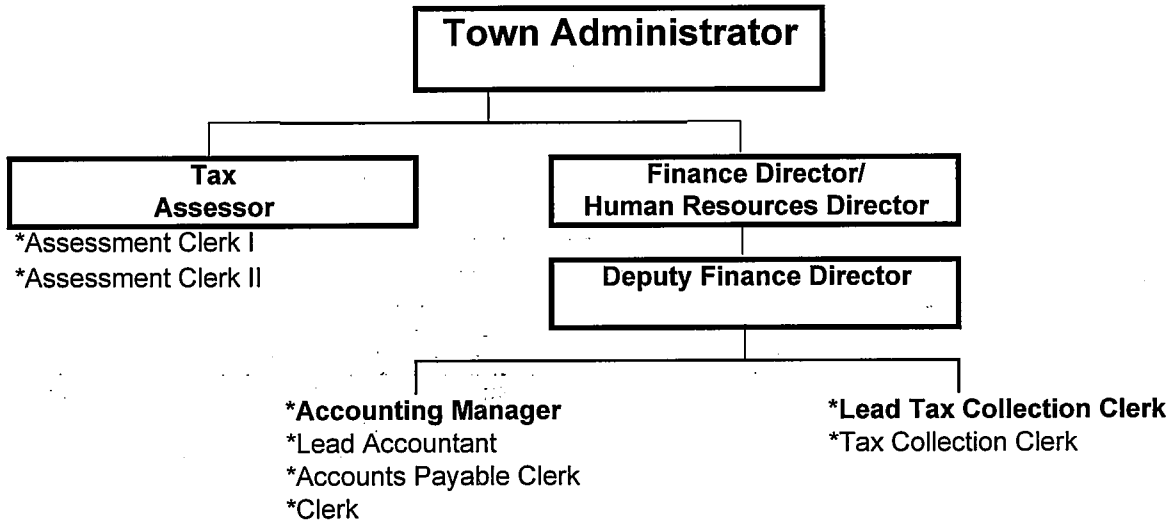 Town Administrator
Tax
Assessor
*Assessment Clerk I
*Assessment Clerk II
Finance Director/
Human Resources Director
Deputy Finance Director
*Accounting Manager
*Lead Accountant
*Accounts Payable Clerk
*Clerk
*Lead Tax Collection Clerk
*Tax Collection Clerk